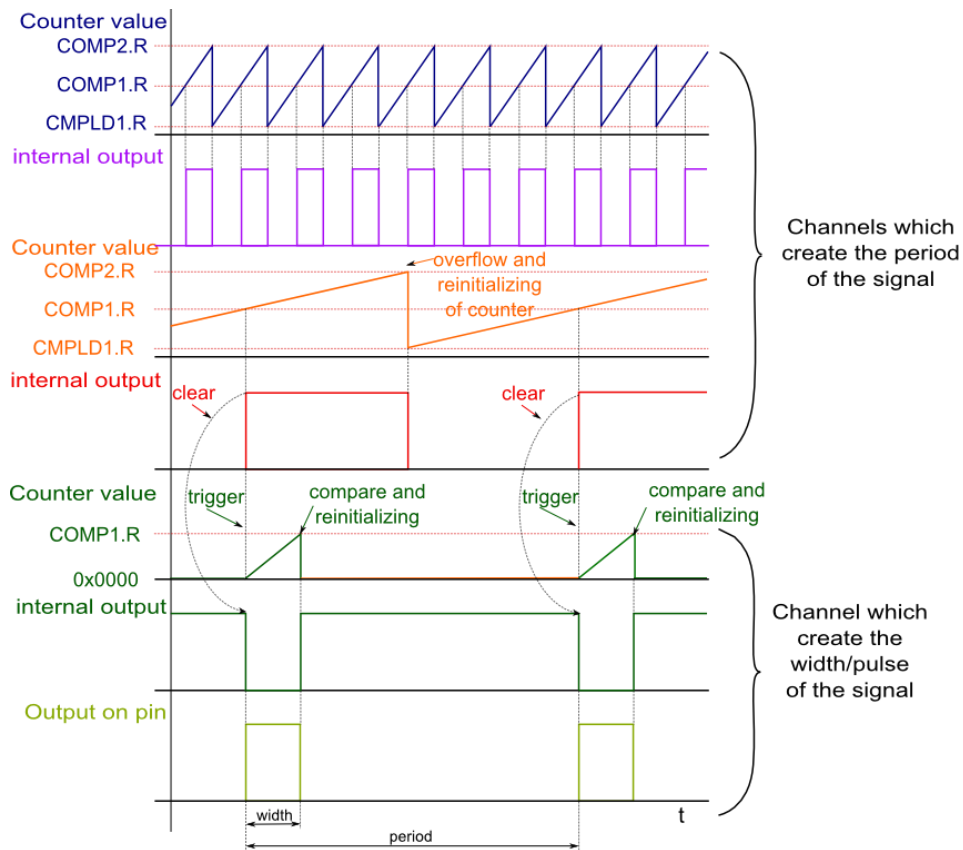 Counter value
COMP2.R
COMP1.R
CMPLD1.R
internal output
Counter value
COMP2.R
overflow and
reinitializing
of counter
COMP1.R
CMPLD1.R
internal output
clear
clear
Channels which
create the period
of the signal
Counter value
trigger
compare and
reinitializing
trigger
compare and
reinitializing
COMP1.R
0x0000
internal output
Channel which
create the
width/pulse
of the signal
Output on pin
width
t
period